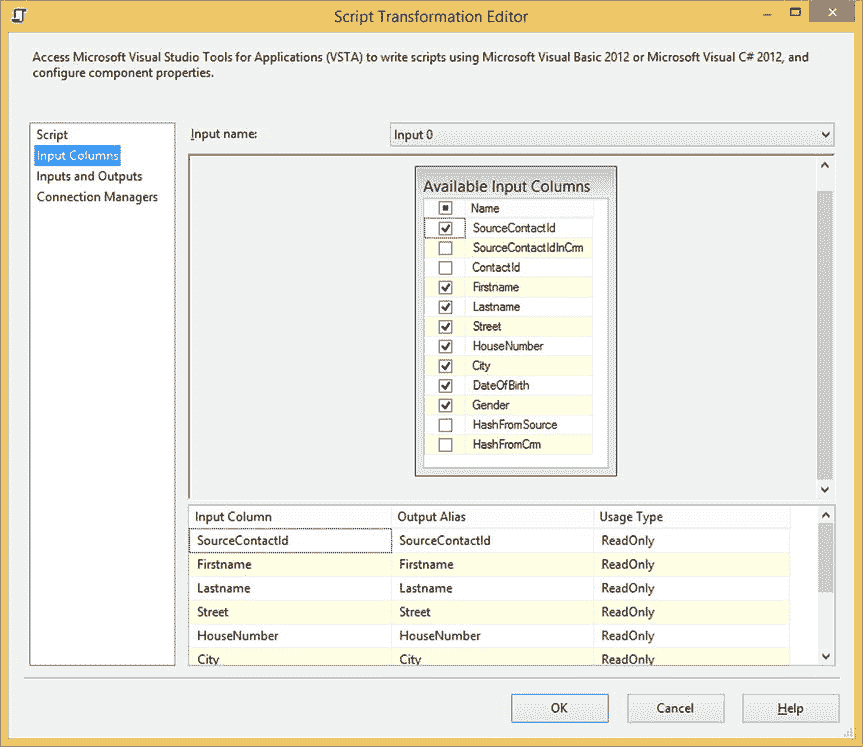 Script Transformation Editor
Access Microsoft Visual Studio Tools for Applications (VSTA) to write scripts using Microsoft Visual Basic 2012 or Microsoft Visual C# 2012, and
configure component properties.
Script
Input Columns
Inputs and Outputs
Connection Managers
Input name:
Input 0
Available Input Columns
Name
SourceContactId
SourceContactIdInCrm
ContactId
Firstname
Lastname
Street
HouseNumber
City
DateOfBirth
Gender
HashFromSource
HashFromCrm
Input Column Output Alias Usage Type
SourceContactId SourceContactId ReadOnly
Firstname Firstname ReadOnly
Lastname Lastname ReadOnly
Street Street ReadOnly
HouseNumber HouseNumber ReadOnly
City City ReadOnly
OK Cancel Help